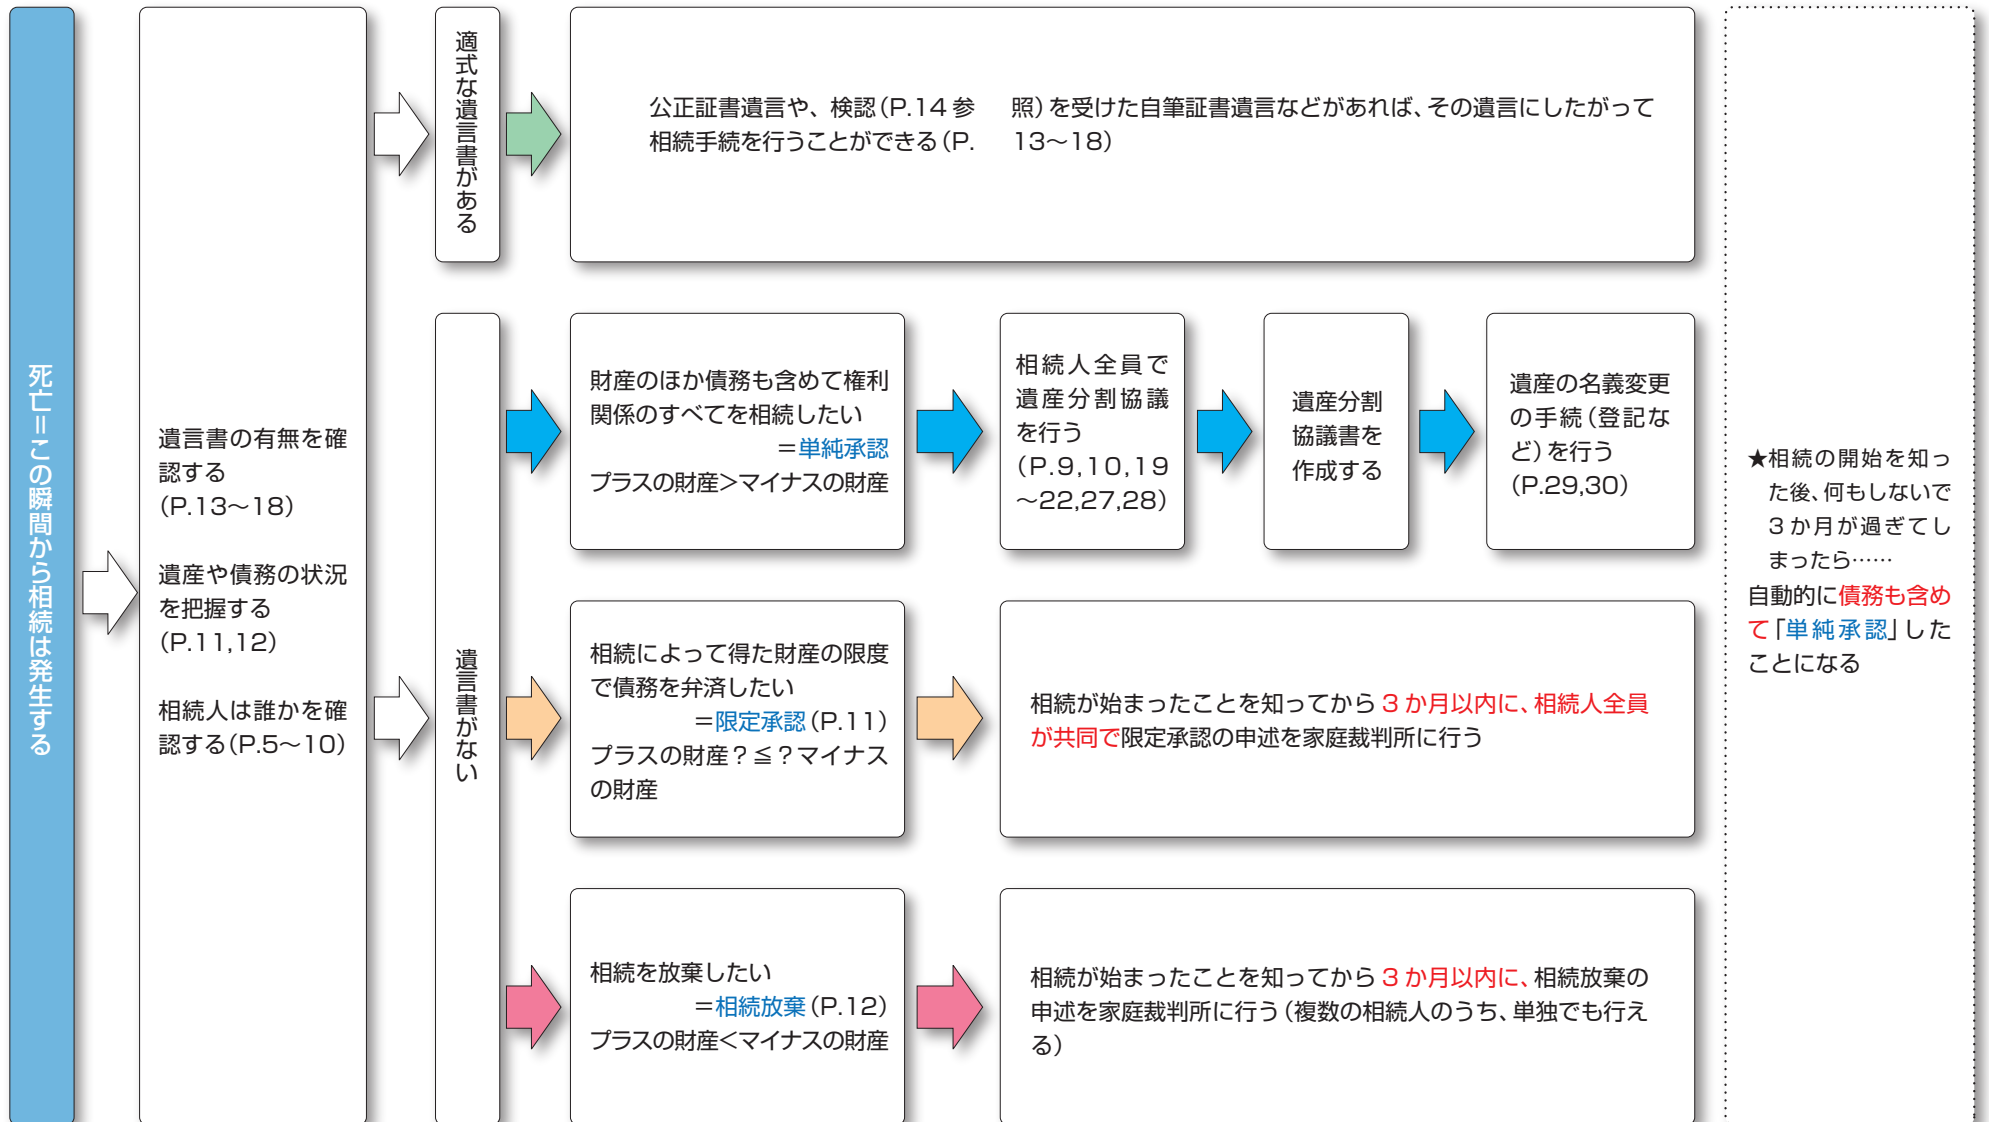 死亡＝この瞬間から相続は発生する
遺言書の有無を確
認する
（P.13〜18）
遺産や債務の状況
を把握する
（P.11,12）
相続人は誰かを確
認する（P.5〜10）
適式な遺言書がある
公正証書遺言や、検認（P.14 参　照）を受けた自筆証書遺言などがあれば、その遺言にしたがって
相続手続を行うことができる（P.　13〜18）
遺言書がない
財産のほか債務も含めて権利
関係のすべてを相続したい
＝単純承認
プラスの財産＞マイナスの財産
相続人全員で
遺産分割協議
を行う
（P.9,10,19
〜22,27,28）
遺産分割
協議書を
作成する
遺産の名義変更
の手続（登記な
ど）を行う
（P.29,30）
相続によって得た財産の限度
で債務を弁済したい
＝限定承認（P.11）
プラスの財産？≦？マイナス
の財産
相続が始まったことを知ってから 3 か月以内に、相続人全員
が共同で限定承認の申述を家庭裁判所に行う
相続を放棄したい
＝相続放棄（P.12）
プラスの財産＜マイナスの財産
相続が始まったことを知ってから 3 か月以内に、相続放棄の
申述を家庭裁判所に行う（複数の相続人のうち、単独でも行え
る）
★相続の開始を知っ
た後、何もしないで
3 か月が過ぎてし
まったら……
自動的に債務も含め
て「単純承認」した
ことになる